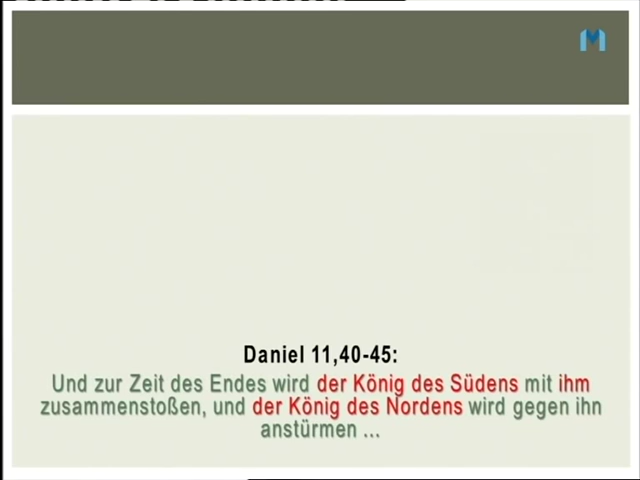 Daniel 11,40-45:
Und zur Zeit des Endes wird der König des Südens mit ihm
zusammenstoßen, und der König des Nordens wird gegen ihn
anstürmen ...